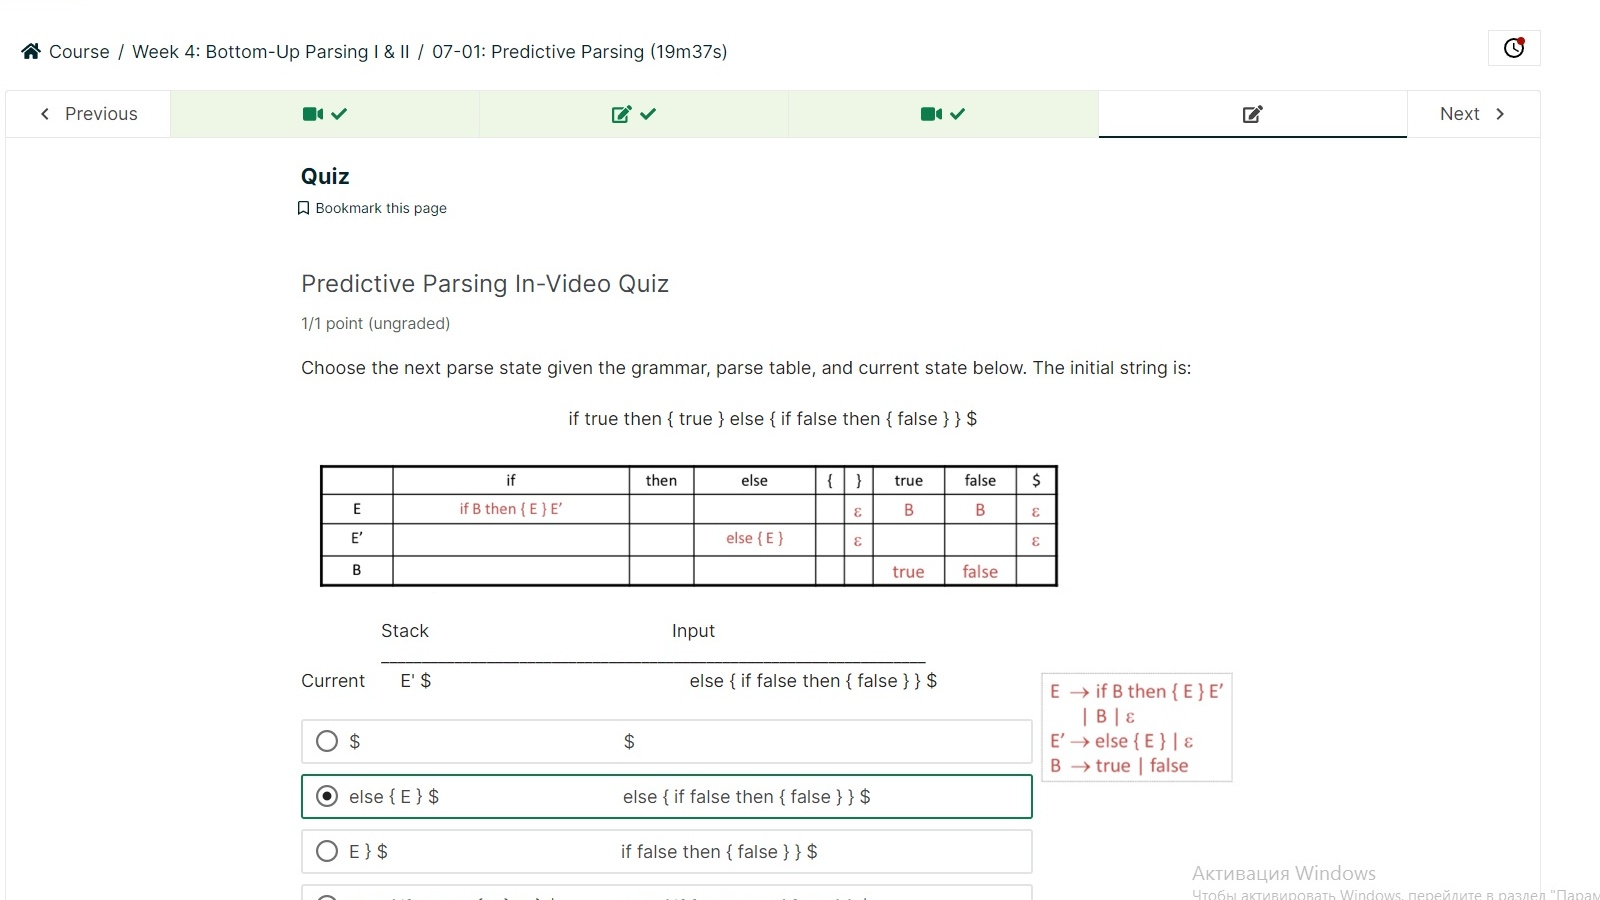 Course / Week 4: Bottom-Up Parsing I & II / 07-01: Predictive Parsing (19m37s)
Previous
Next
Quiz
Bookmark this page
Predictive Parsing In-Video Quiz
1/1 point (ungraded)
Choose the next parse state given the grammar, parse table, and current state below. The initial string is:
if true then { true } else { if false then { false } } $
if then else { } true false $
E if B then { E } E’ ε B B ε
E’ else { E } ε ε
B true false
Stack Input
Current E' $ else { if false then { false } } $
E → if B then { E } E’
| B | ε
E’ → else { E } | ε
B → true | false
$ $
else { E } $ else { if false then { false } } $
E } $ if false then { false } } $
Активация Windows
Чтобы активировать Windows, перейдите в раздел "Парам